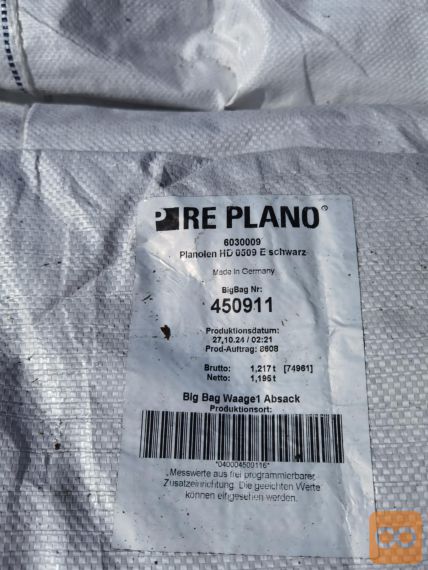 RE PLANO®
6030009
Planolen HD 0509 E schwarz
Made in Germany
BigBag Nr:
450911
Produktionsdatum:
27.10.24 / 02:21
Prod-Auftrag: 8608
Brutto: 1,217 t [74961]
Netto: 1,195 t
Big Bag Waage1 Absack
Produktionsort:
*040004500116*
Messwerte aus frei programmierbarer
Zusatzeinrichtung. Die geeichten Werte
können eingesehen werden.